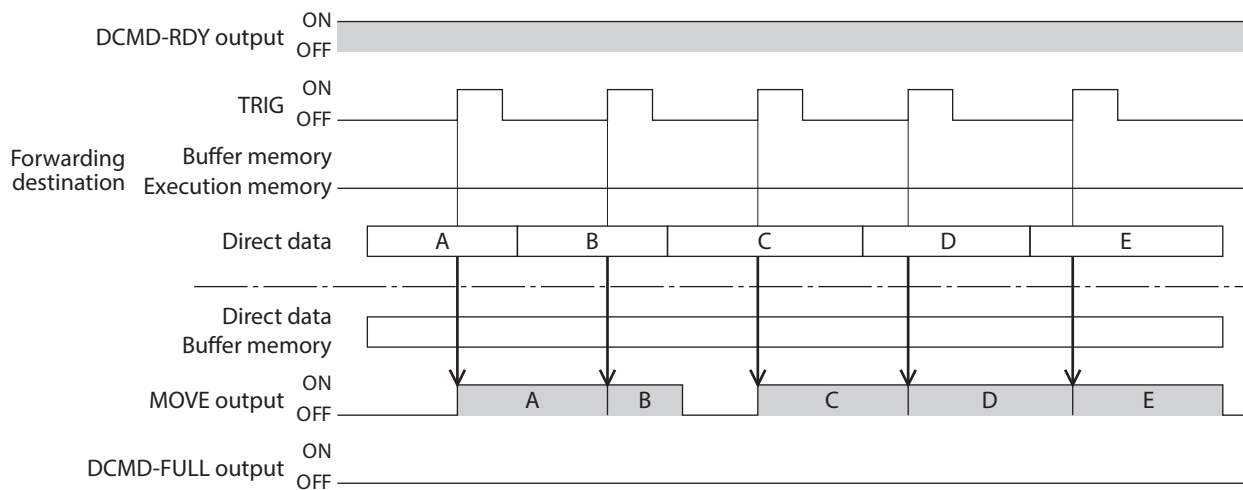 DCMD-RDY output
ON
OFF
TRIG
ON
OFF
Forwarding
destination
Buffer memory
Execution memory
Direct data
A
B
C
D
E
Direct data
Buffer memory
MOVE output
ON
OFF
A
B
C
D
E
DCMD-FULL output
ON
OFF